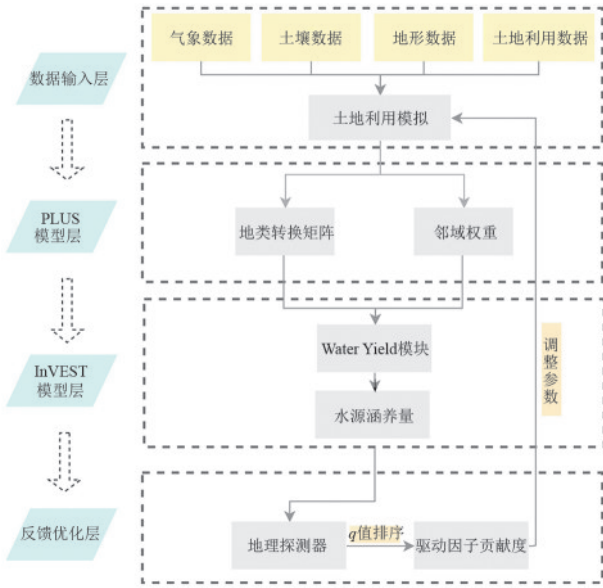 气象数据
土壤数据
地形数据
土地利用数据
数据输入层
土地利用模拟
PLUS
模型层
地类转换矩阵
邻域权重
InVEST
模型层
Water Yield模块
水源涵养量
调整参数
反馈优化层
地理探测器
q值排序
驱动因子贡献度